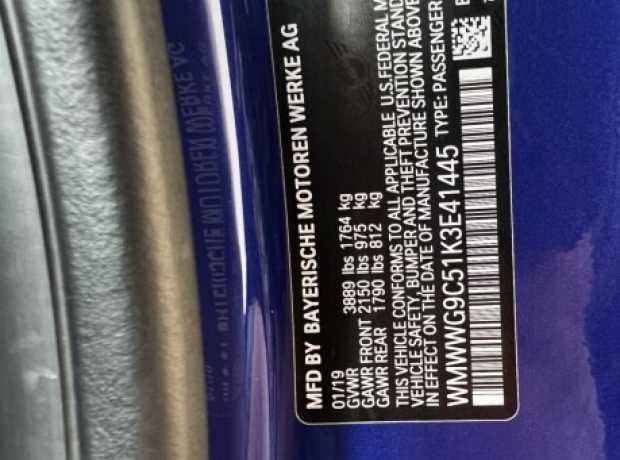 MFD BY BAYERISCHE MOTOREN WERKE AG
01/19
GVWR 3889 lbs 1764 kg
GAWR FRONT 2150 lbs 975 kg
GAWR REAR 1790 lbs 812 kg
THIS VEHICLE CONFORMS TO ALL APPLICABLE U.S.FEDERAL M
VEHICLE SAFETY, BUMPER AND THEFT PREVENTION STAND
IN EFFECT ON THE DATE OF MANUFACTURE SHOWN ABOVE
WMWWG9C51K3E41445 TYPE: PASSENGER